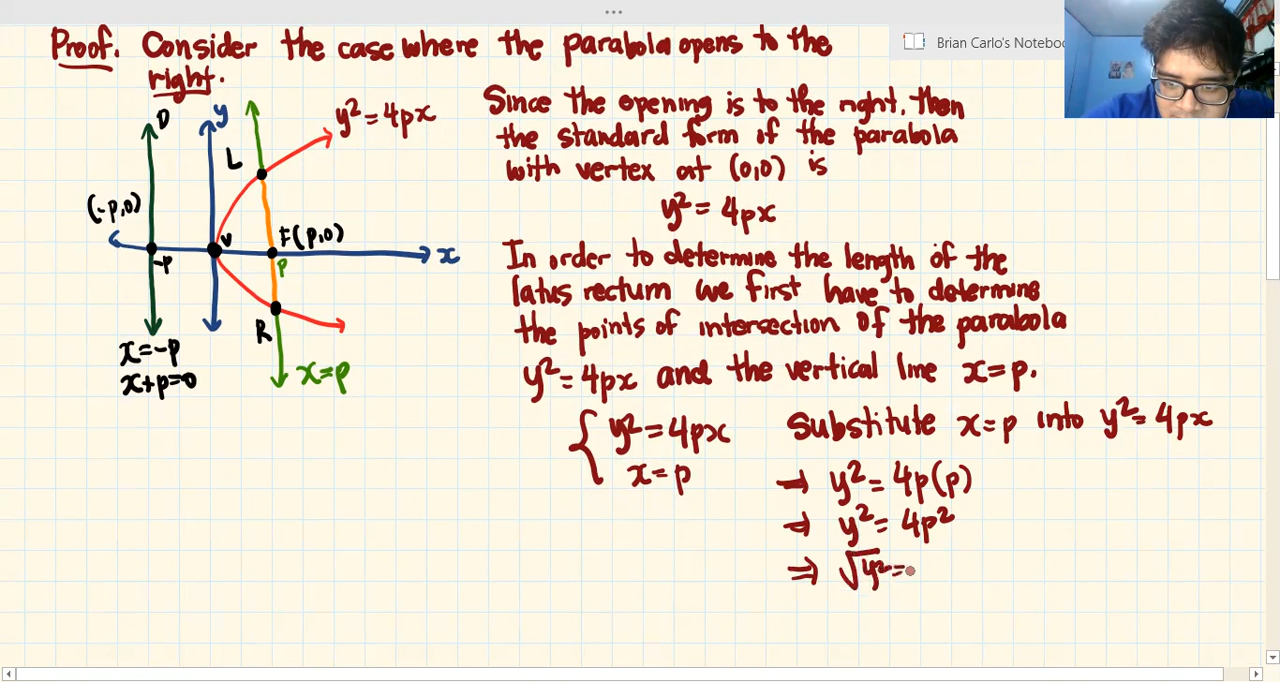 Proof. Consider the case where the parabola opens to the
right.
Brian Carlo's Noteboo
D
y
y² = 4px
L
(-p,0)
V
F(p,0)
x
-p
p
R
x=-p
x+p=0
x=p
Since the opening is to the right, then
the standard form of the parabola
with vertex at (0,0) is
y² = 4px
In order to determine the length of the
latus rectum we first have to determine
the points of intersection of the parabola
y² = 4px and the vertical line x=p.
{ y² = 4px
x = p
Substitute x=p into y² = 4px
→ y² = 4p(p)
⇒ y² = 4p²
⇒ √y² =